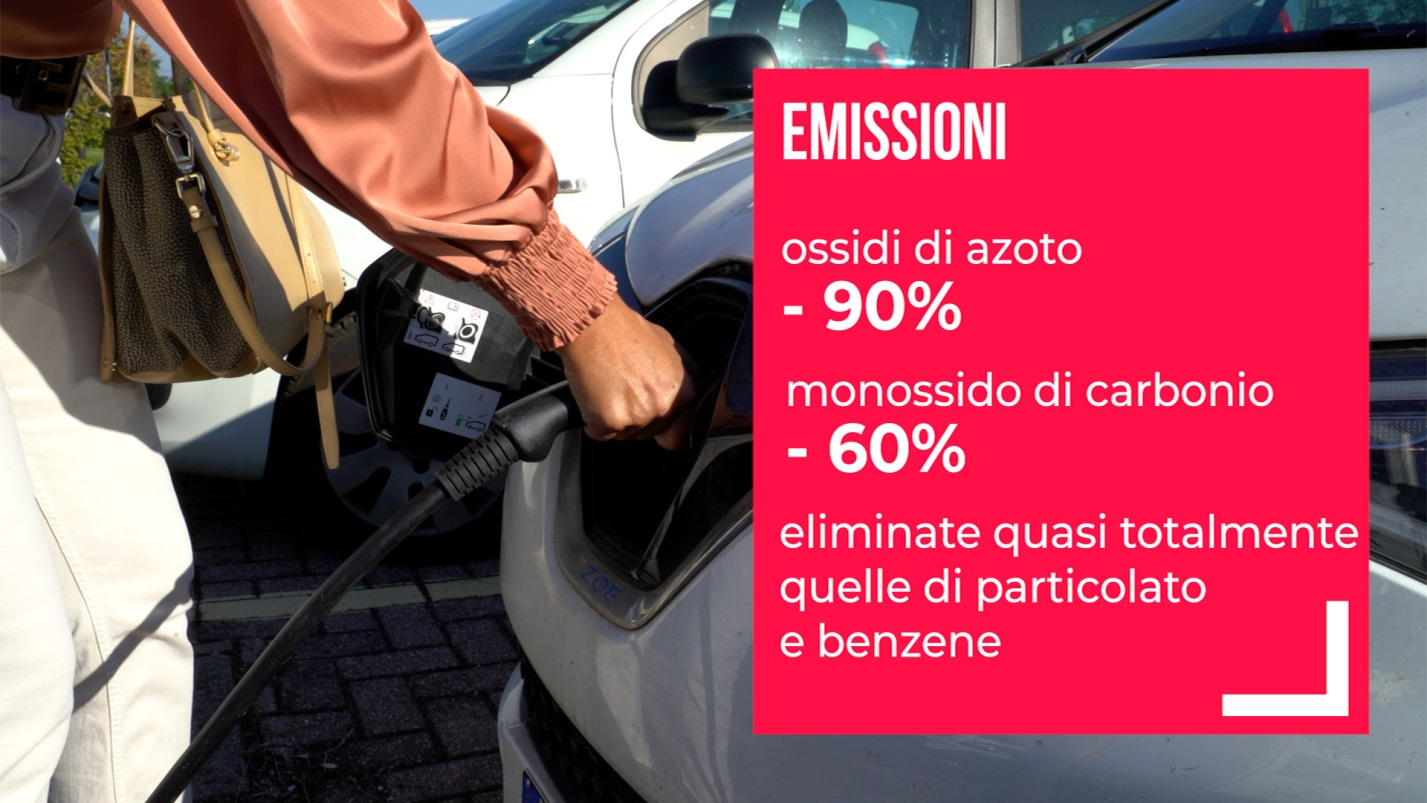 EMISSIONI
ossidi di azoto
- 90%
monossido di carbonio
- 60%
eliminate quasi totalmente
quelle di particolato
e benzene
ZOE